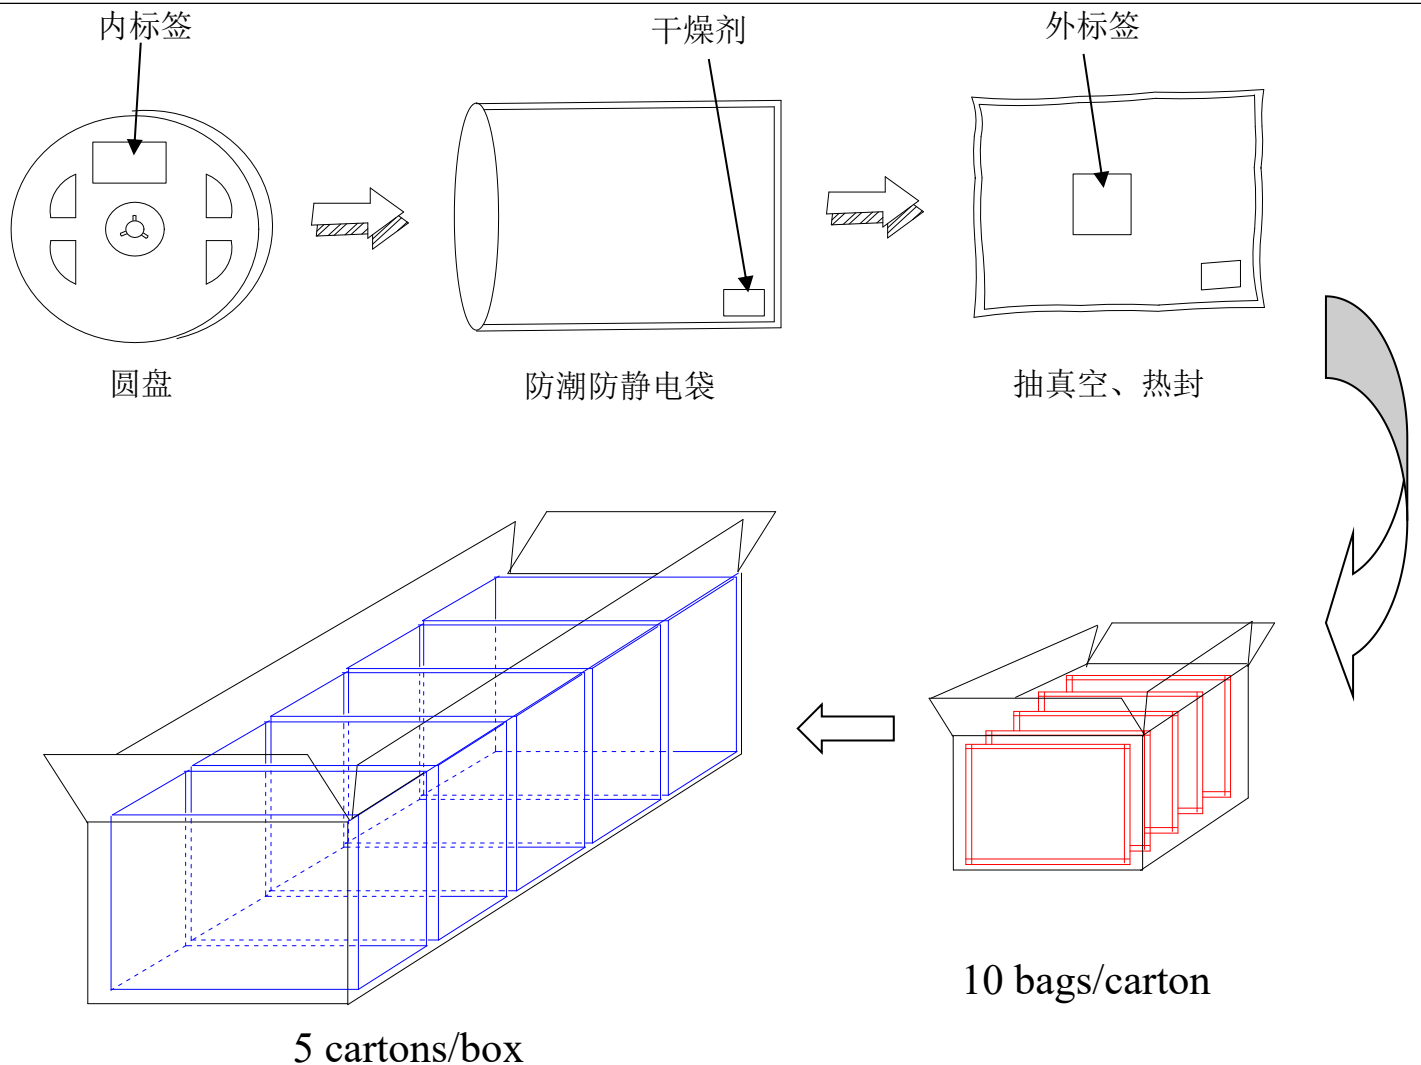 内标签
干燥剂
外标签
圆盘
防潮防静电袋
抽真空、热封
10 bags/carton
5 cartons/box